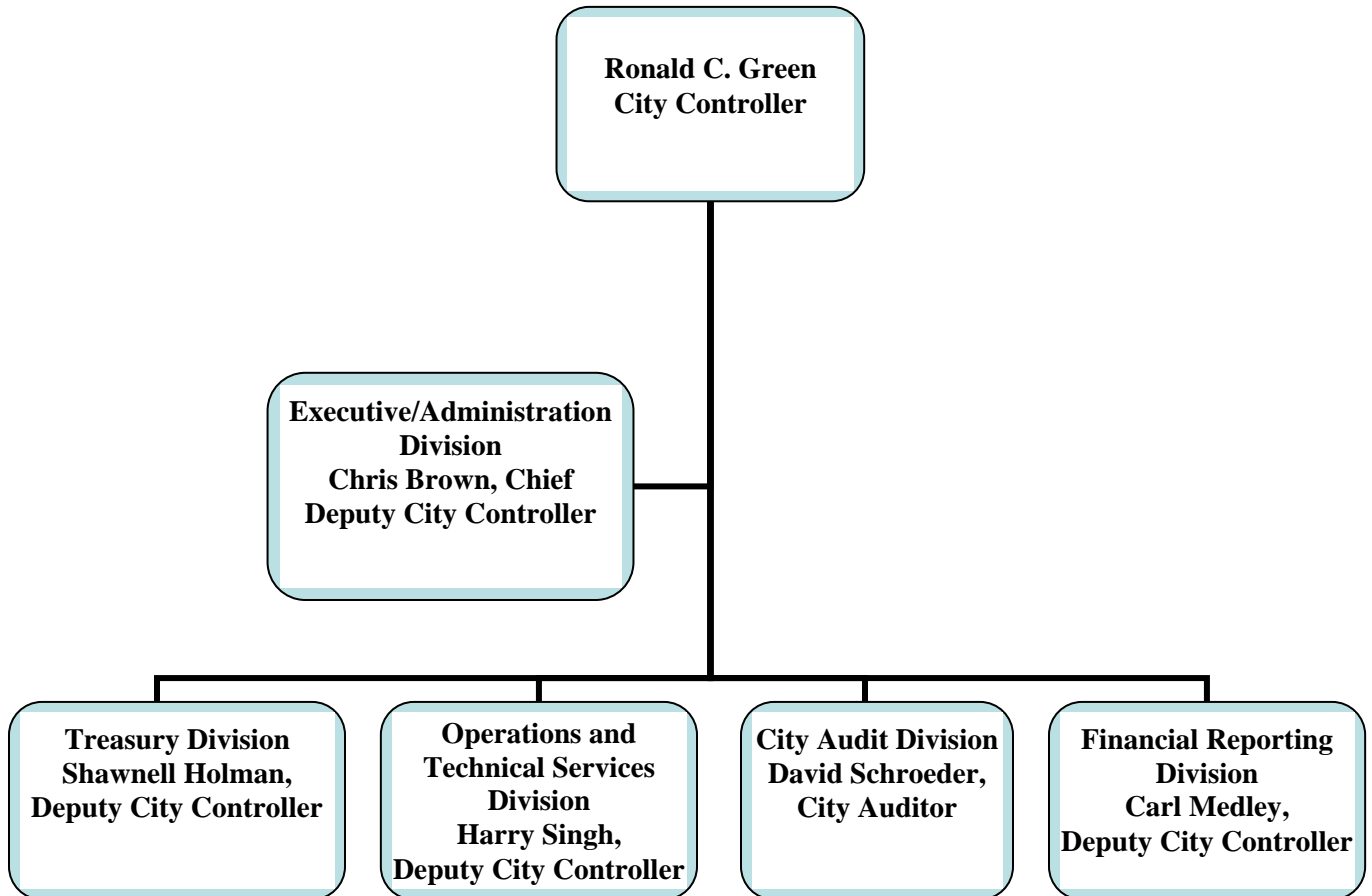 Ronald C. Green
City Controller
Executive/Administration
Division
Chris Brown, Chief
Deputy City Controller
Treasury Division
Shawnell Holman,
Deputy City Controller
Operations and
Technical Services
Division
Harry Singh,
Deputy City Controller
City Audit Division
David Schroeder,
City Auditor
Financial Reporting
Division
Carl Medley,
Deputy City Controller